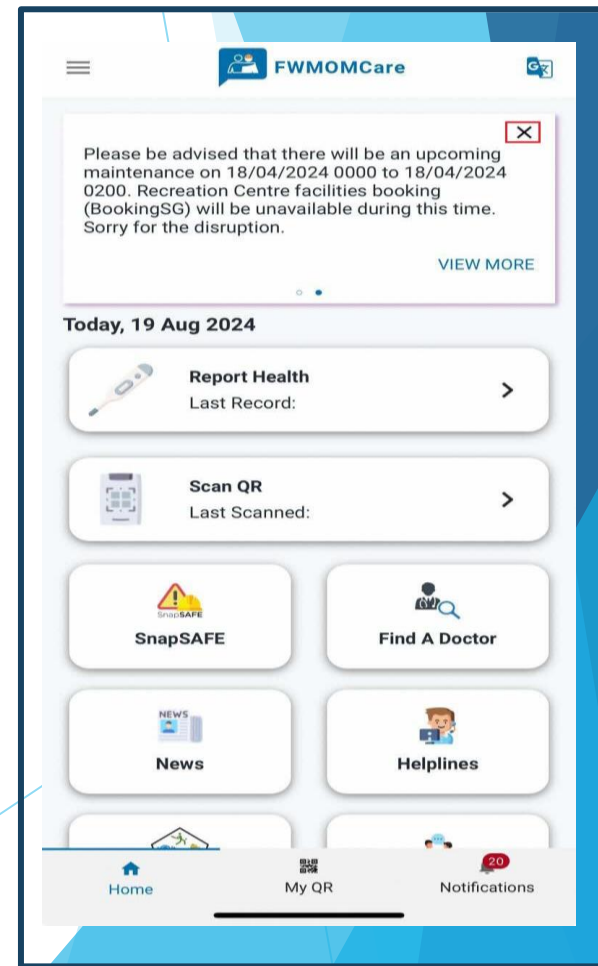 FWMOMCare
Please be advised that there will be an upcoming
maintenance on 18/04/2024 0000 to 18/04/2024
0200. Recreation Centre facilities booking
(BookingSG) will be unavailable during this time.
Sorry for the disruption.
VIEW MORE
Today, 19 Aug 2024
Report Health
Last Record:
Scan QR
Last Scanned:
SnapSAFE
SnapSAFE
Find A Doctor
NEWS
News
Helplines
Home
My QR
20
Notifications